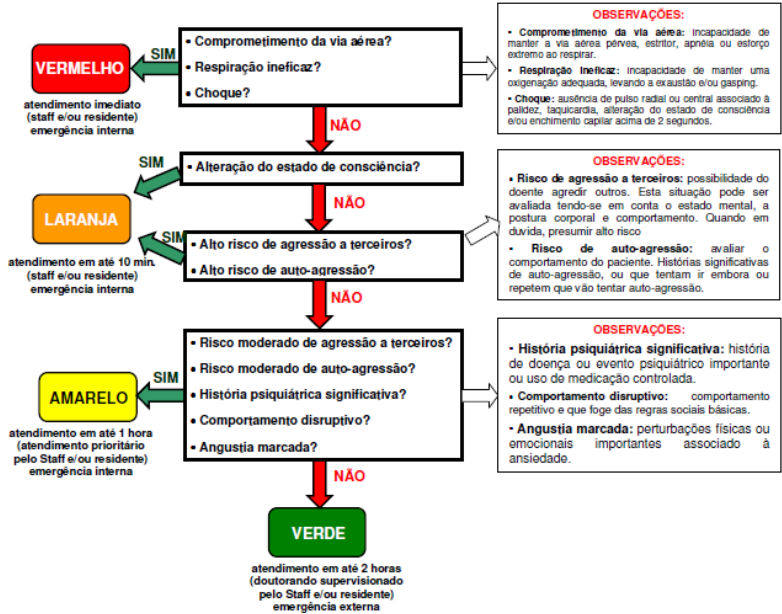 OBSERVAÇÕES:
▪ Comprometimento da via aérea: incapacidade de
manter a via aérea pérvea, estritor, apnéia ou esforço
extremo ao respirar.
▪ Respiração ineficaz: incapacidade de manter uma
oxigenação adequada, levando a exaustão e/ou gasping.
▪ Choque: ausência de pulso radial ou central associado à
palidez, taquicardia, alteração do estado de consciência
e/ou enchimento capilar acima de 2 segundos.
▪ Comprometimento da via aérea?
▪ Respiração ineficaz?
▪ Choque?
SIM
VERMELHO
atendimento imediato
(staff e/ou residente)
emergência interna
NÃO
▪ Alteração do estado de consciência?
SIM
NÃO
LARANJA
SIM
▪ Alto risco de agressão a terceiros?
▪ Alto risco de auto-agressão?
atendimento em até 10 min.
(staff e/ou residente)
emergência interna
OBSERVAÇÕES:
▪ Risco de agressão a terceiros: possibilidade do
doente agredir outros. Esta situação pode ser
avaliada tendo-se em conta o estado mental, a
postura corporal e comportamento. Quando em
duvida, presumir alto risco
▪ Risco de auto-agressão: avaliar o
comportamento do paciente. Histórias significativas
de auto-agressão, ou que tentam ir embora ou
repetem que vão tentar auto-agressão.
NÃO
▪ Risco moderado de agressão a terceiros?
▪ Risco moderado de auto-agressão?
▪ História psiquiátrica significativa?
▪ Comportamento disruptivo?
▪ Angustia marcada?
SIM
AMARELO
atendimento em até 1 hora
(atendimento prioritário
pelo Staff e/ou residente)
emergência interna
OBSERVAÇÕES:
▪ História psiquiátrica significativa: história
de doença ou evento psiquiátrico importante
ou uso de medicação controlada.
▪ Comportamento disruptivo: comportamento
repetitivo e que foge das regras sociais básicas.
▪ Angustia marcada: perturbações físicas ou
emocionais importantes associado à
ansiedade.
NÃO
VERDE
atendimento em até 2 horas
(doutorando supervisionado
pelo Staff e/ou residente)
emergência externa